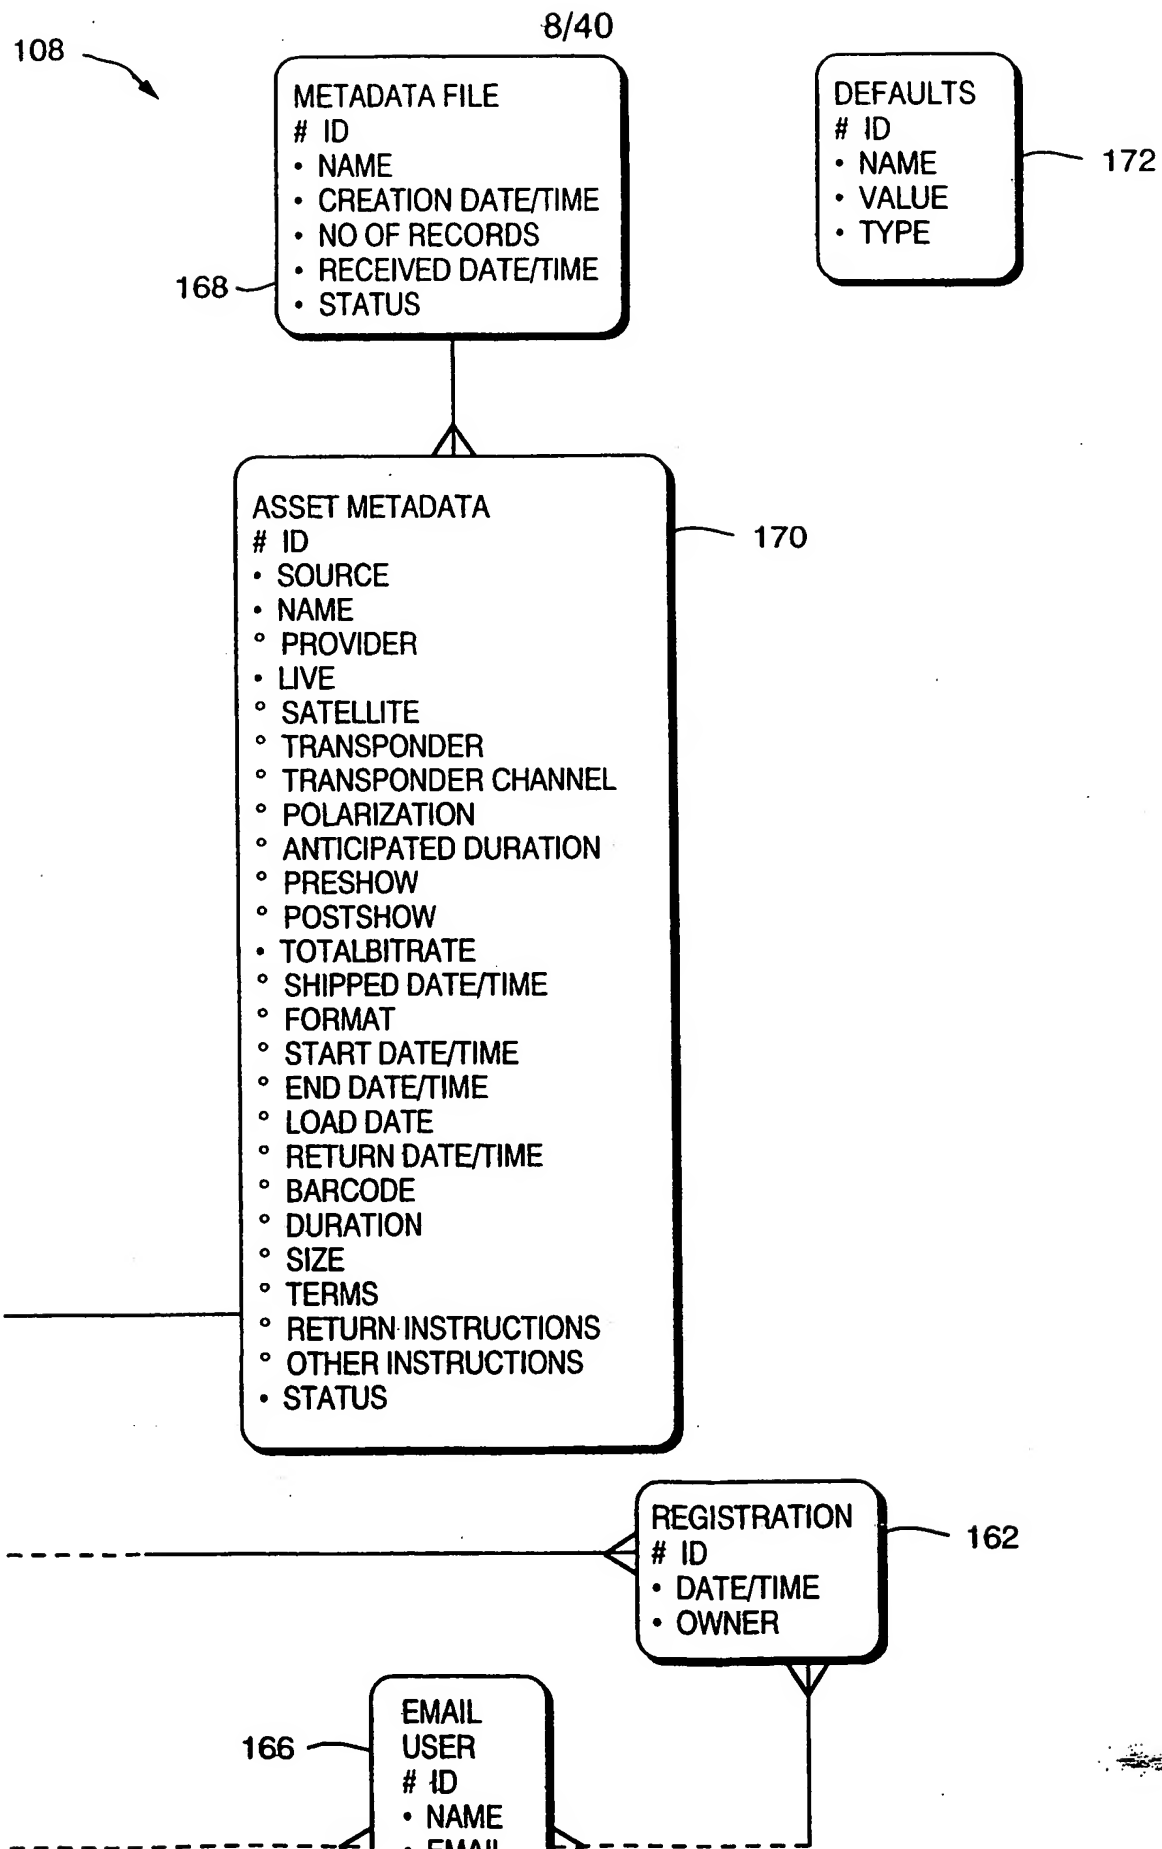 8/40
108
METADATA FILE
# ID
• NAME
• CREATION DATE/TIME
• NO OF RECORDS
• RECEIVED DATE/TIME
• STATUS
168
DEFAULTS
# ID
• NAME
• VALUE
• TYPE
172
ASSET METADATA
# ID
• SOURCE
• NAME
° PROVIDER
• LIVE
° SATELLITE
° TRANSPONDER
° TRANSPONDER CHANNEL
° POLARIZATION
° ANTICIPATED DURATION
° PRESHOW
° POSTSHOW
• TOTALBITRATE
° SHIPPED DATE/TIME
° FORMAT
° START DATE/TIME
° END DATE/TIME
° LOAD DATE
° RETURN DATE/TIME
° BARCODE
° DURATION
° SIZE
° TERMS
° RETURN INSTRUCTIONS
° OTHER INSTRUCTIONS
• STATUS
170
REGISTRATION
# ID
• DATE/TIME
• OWNER
162
EMAIL
USER
# ID
• NAME
• EMAIL
166